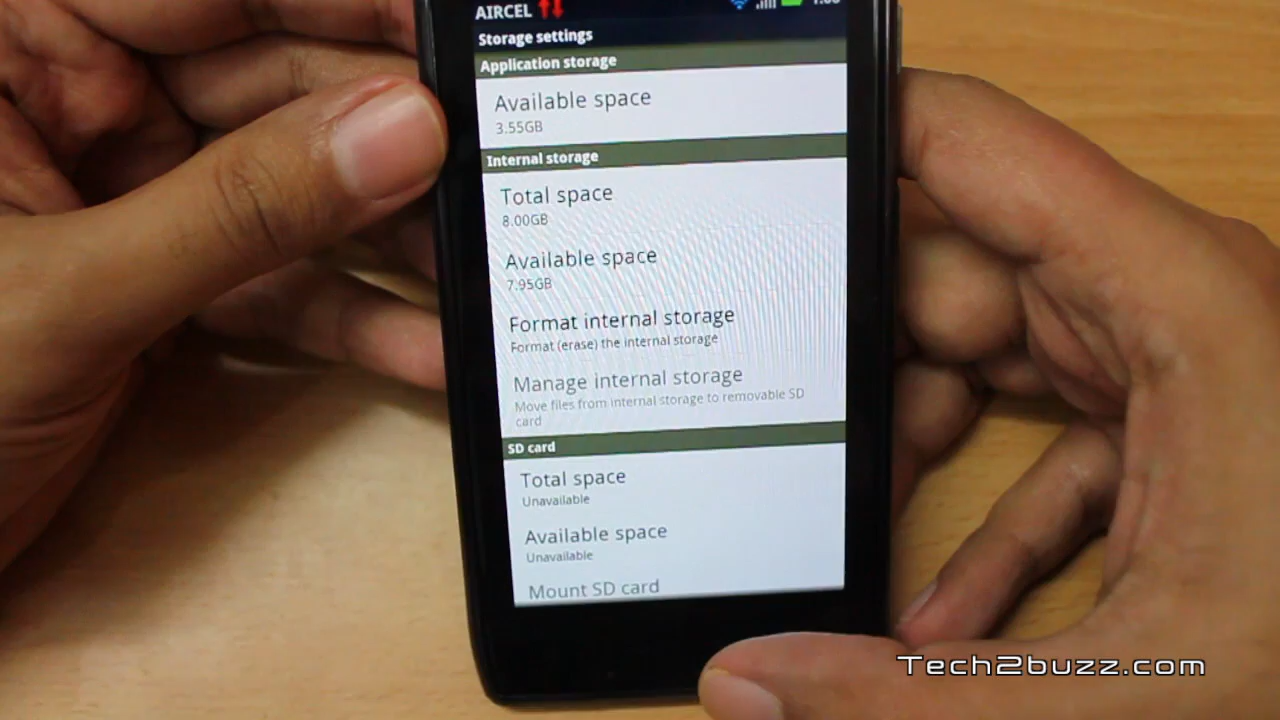 AIRCEL
Storage settings
Application storage
Available space
3.55GB
Internal storage
Total space
8.00GB
Available space
7.95GB
Format internal storage
Format (erase) the internal storage
Manage internal storage
Move files from internal storage to removable SD
card
SD card
Total space
Unavailable
Available space
Unavailable
Mount SD card
Tech2buzz.com